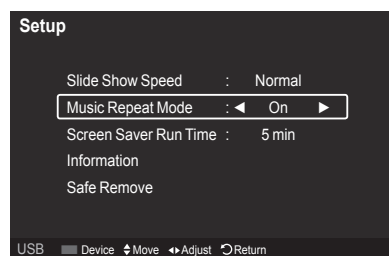 Setup
Slide Show Speed : Normal
Music Repeat Mode : ◄ On ►
Screen Saver Run Time : 5 min
Information
Safe Remove
USB Device Move Adjust Return